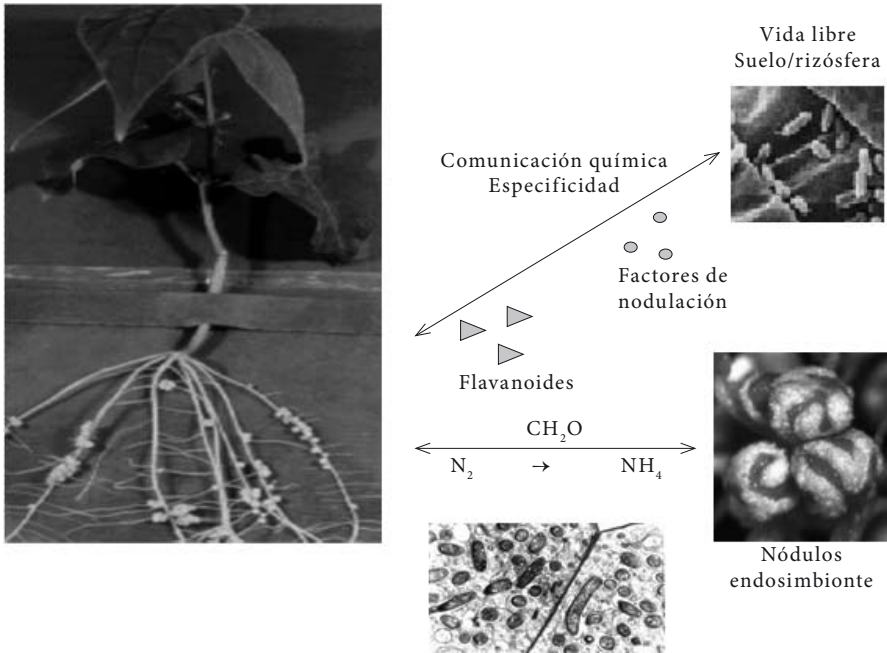 Vida libre
Suelo/rizósfera
Comunicación química
Especificidad
Factores de
nodulación
Flavanoides
CH₂O
N₂ → NH₄
Nódulos
endosimbionte